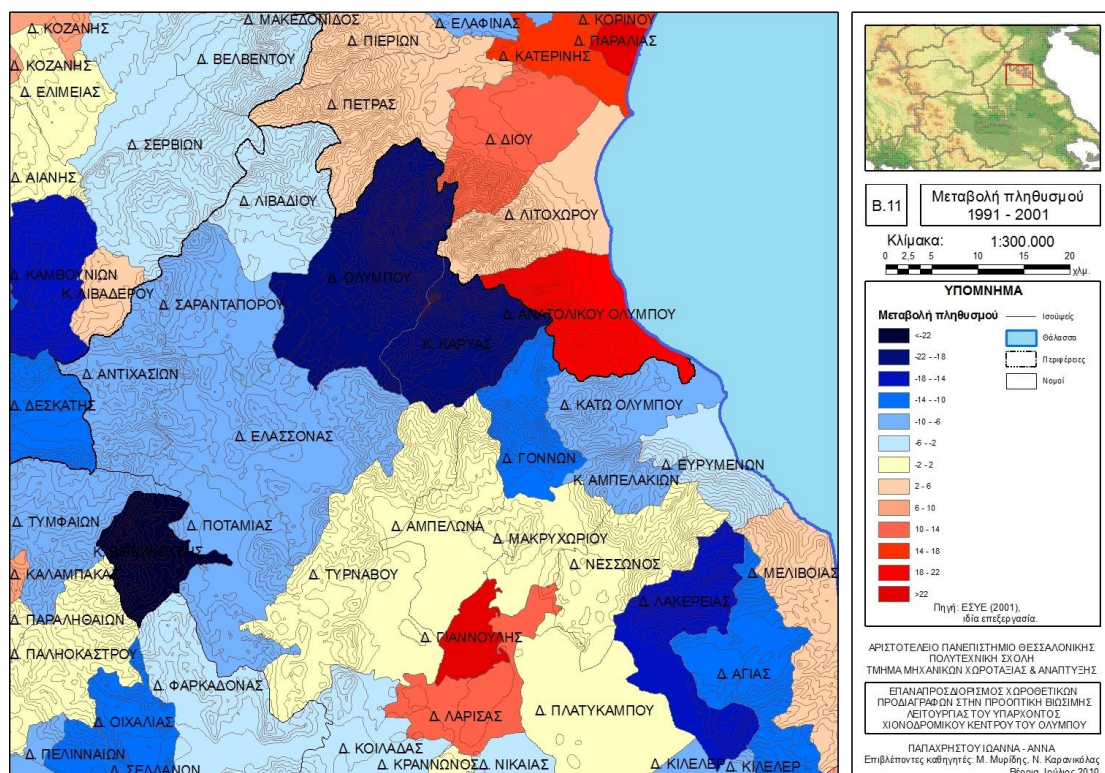 Δ. ΜΑΚΕΔΟΝΙΔΟΣ
Δ. ΕΛΑΦΙΝΑΣ
Δ. ΚΟΡΙΝΟΥ
Δ. ΚΟΖΑΝΗΣ
Δ. ΠΙΕΡΙΩΝ
Δ. ΠΑΡΑΛΙΑΣ
Δ. ΒΕΛΒΕΝΤΟΥ
Δ. ΚΑΤΕΡΙΝΗΣ
Δ. ΚΟΖΑΝΗΣ
Δ. ΕΛΙΜΕΙΑΣ
Δ. ΠΕΤΡΑΣ
Δ. ΔΙΟΥ
Δ. ΣΕΡΒΙΩΝ
Δ. ΑΙΑΝΗΣ
Δ. ΛΙΒΑΔΙΟΥ
Δ. ΛΙΤΟΧΩΡΟΥ
Δ. ΚΑΜΒΟΥΝΙΩΝ
Δ. ΟΛΥΜΠΟΥ
Κ. ΛΙΒΑΔΕΡΟΥ
Δ. ΣΑΡΑΝΤΑΠΟΡΟΥ
Δ. ΑΝΑΤΟΛΙΚΟΥ ΟΛΥΜΠΟΥ
Κ. ΚΑΡΥΑΣ
Δ. ΑΝΤΙΧΑΣΙΩΝ
Δ. ΔΕΣΚΑΤΗΣ
Δ. ΚΑΤΩ ΟΛΥΜΠΟΥ
Δ. ΕΛΑΣΣΟΝΑΣ
Δ. ΓΟΝΝΩΝ
Δ. ΕΥΡΥΜΕΝΩΝ
Κ. ΑΜΠΕΛΑΚΙΩΝ
Δ. ΤΥΜΦΑΙΩΝ
Δ. ΠΟΤΑΜΙΑΣ
Δ. ΑΜΠΕΛΩΝΑ
Δ. ΜΑΚΡΥΧΩΡΙΟΥ
Δ. ΚΑΛΑΜΠΑΚΑΣ
Δ. ΤΥΡΝΑΒΟΥ
Δ. ΝΕΣΣΩΝΟΣ
Δ. ΜΕΛΙΒΟΙΑΣ
Δ. ΛΑΚΕΡΕΙΑΣ
Δ. ΠΑΡΑΛΗΘΑΙΩΝ
Δ. ΓΙΑΝΝΟΥΛΗΣ
Δ. ΠΑΛΗΟΚΑΣΤΡΟΥ
Δ. ΑΓΙΑΣ
Δ. ΦΑΡΚΑΔΟΝΑΣ
Δ. ΟΙΧΑΛΙΑΣ
Δ. ΛΑΡΙΣΑΣ
Δ. ΠΛΑΤΥΚΑΜΠΟΥ
Δ. ΠΕΛΙΝΝΑΙΩΝ
Δ. ΚΟΙΛΑΔΑΣ
Δ. ΚΡΑΝΝΩΝΟΣ
Δ. ΝΙΚΑΙΑΣ
Δ. ΚΙΛΕΛΕΡ
Δ. ΚΙΛΕΛΕΡ
Β.11
Μεταβολή πληθυσμού
1991 - 2001
Κλίμακα: 1:300.000
0 2,5 5 10 15 20
χλμ.
ΥΠΟΜΝΗΜΑ
Μεταβολή πληθυσμού
<-22
-22 - -18
-18 - -14
-14 - -10
-10 - -6
-6 - -2
-2 - 2
2 - 6
6 - 10
10 - 14
14 - 18
18 - 22
>22
Ισοϋψείς
Θάλασσα
Περιφέρειες
Νομοί
Πηγή: ΕΣΥΕ (2001),
ιδία επεξεργασία.
ΑΡΙΣΤΟΤΕΛΕΙΟ ΠΑΝΕΠΙΣΤΗΜΙΟ ΘΕΣΣΑΛΟΝΙΚΗΣ
ΠΟΛΥΤΕΧΝΙΚΗ ΣΧΟΛΗ
ΤΜΗΜΑ ΜΗΧΑΝΙΚΩΝ ΧΩΡΟΤΑΞΙΑΣ & ΑΝΑΠΤΥΞΗΣ
ΕΠΑΝΑΠΡΟΣΔΙΟΡΙΣΜΟΣ ΧΩΡΟΘΕΤΙΚΩΝ
ΠΡΟΔΙΑΓΡΑΦΩΝ ΣΤΗΝ ΠΡΟΟΠΤΙΚΗ ΒΙΩΣΙΜΗΣ
ΛΕΙΤΟΥΡΓΙΑΣ ΤΟΥ ΥΠΑΡΧΟΝΤΟΣ
ΧΙΟΝΟΔΡΟΜΙΚΟΥ ΚΕΝΤΡΟΥ ΤΟΥ ΟΛΥΜΠΟΥ
ΠΑΠΑΧΡΗΣΤΟΥ ΙΩΑΝΝΑ - ΑΝΝΑ
Επιβλέποντες καθηγητές: Μ. Μυρίδης, Ν. Καρανικόλας
Βέροια, Ιούλιος 2010